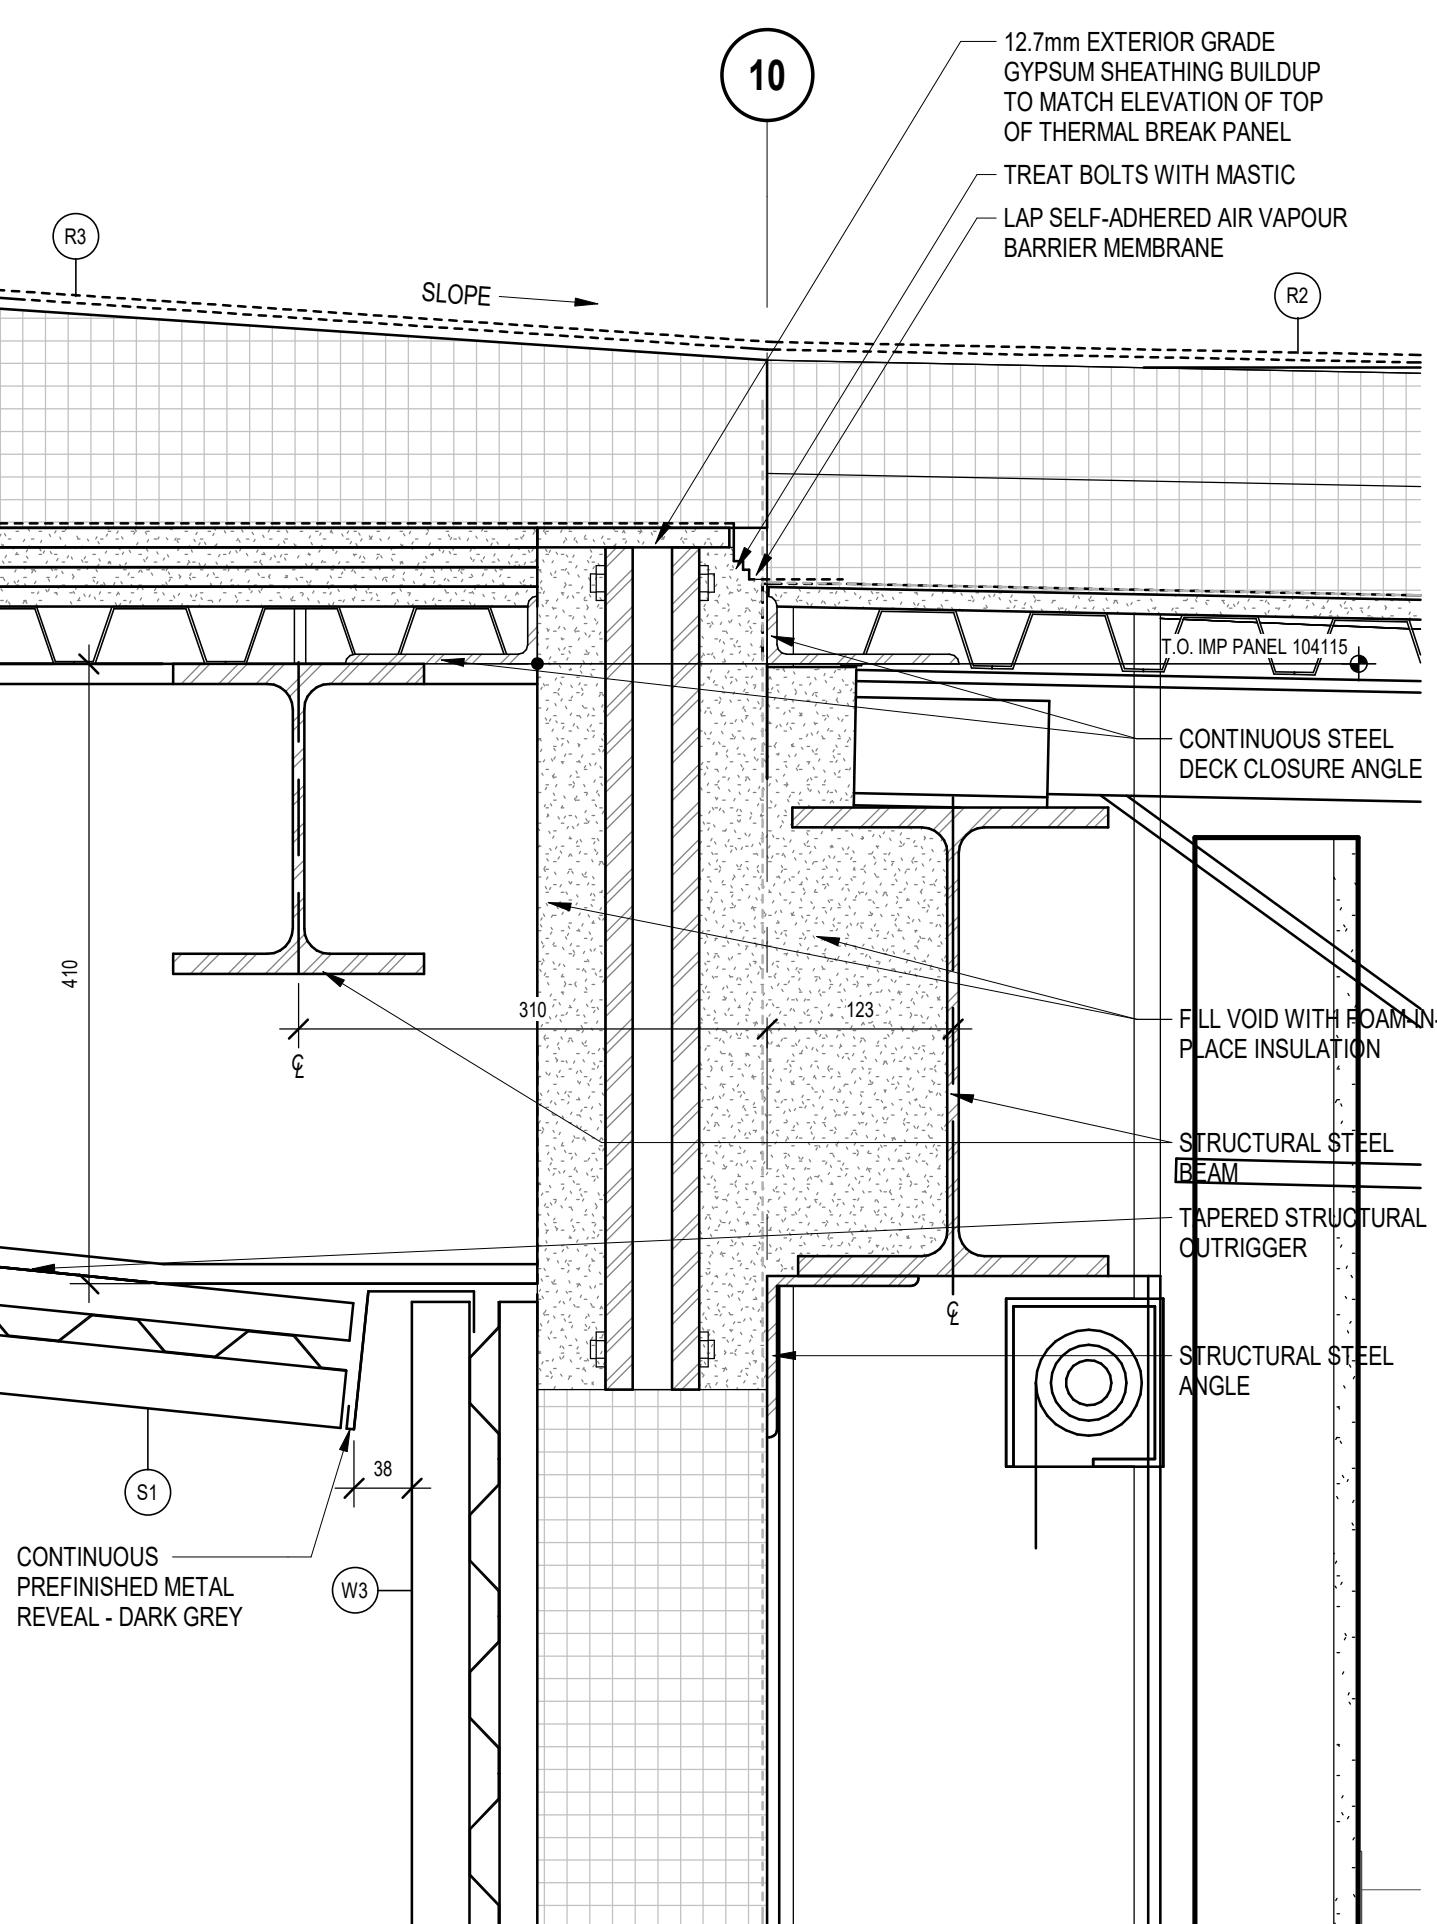 10
12.7mm EXTERIOR GRADE
GYPSUM SHEATHING BUILDUP
TO MATCH ELEVATION OF TOP
OF THERMAL BREAK PANEL
TREAT BOLTS WITH MASTIC
LAP SELF-ADHERED AIR VAPOUR
BARRIER MEMBRANE
R3
SLOPE
R2
T.O. IMP PANEL 104115
CONTINUOUS STEEL
DECK CLOSURE ANGLE
410
310
123
FILL VOID WITH FOAM-IN-
PLACE INSULATION
℄
STRUCTURAL STEEL
BEAM
TAPERED STRUCTURAL
OUTRIGGER
℄
STRUCTURAL STEEL
ANGLE
38
S1
CONTINUOUS
PREFINISHED METAL
REVEAL - DARK GREY
W3